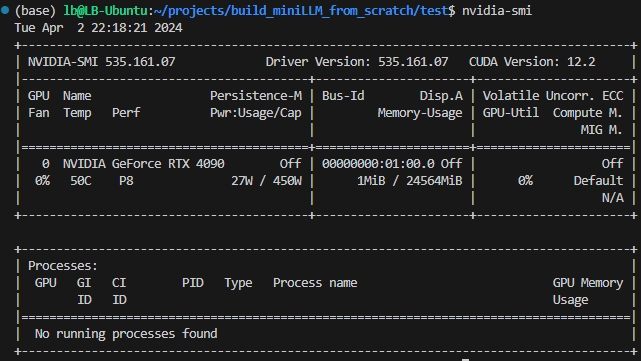 (base) lb@LB-Ubuntu:~/projects/build_miniLLM_from_scratch/test$ nvidia-smi
Tue Apr  2 22:18:21 2024
+---------------------------------------------------------------------------------------+
| NVIDIA-SMI 535.161.07             Driver Version: 535.161.07   CUDA Version: 12.2     |
|-----------------------------------------+----------------------+----------------------+
| GPU  Name                 Persistence-M | Bus-Id        Disp.A | Volatile Uncorr. ECC |
| Fan  Temp   Perf          Pwr:Usage/Cap |         Memory-Usage | GPU-Util  Compute M. |
|                                         |                      |               MIG M. |
|=========================================+======================+======================|
|   0  NVIDIA GeForce RTX 4090        Off | 00000000:01:00.0 Off |                  Off |
|  0%   50C    P8              27W / 450W |      1MiB / 24564MiB |      0%      Default |
|                                         |                      |                  N/A |
+-----------------------------------------+----------------------+----------------------+

+---------------------------------------------------------------------------------------+
| Processes:                                                                            |
|  GPU   GI   CI        PID   Type   Process name                            GPU Memory |
|        ID   ID                                                             Usage      |
|=======================================================================================|
|  No running processes found                                                           |
+---------------------------------------------------------------------------------------+